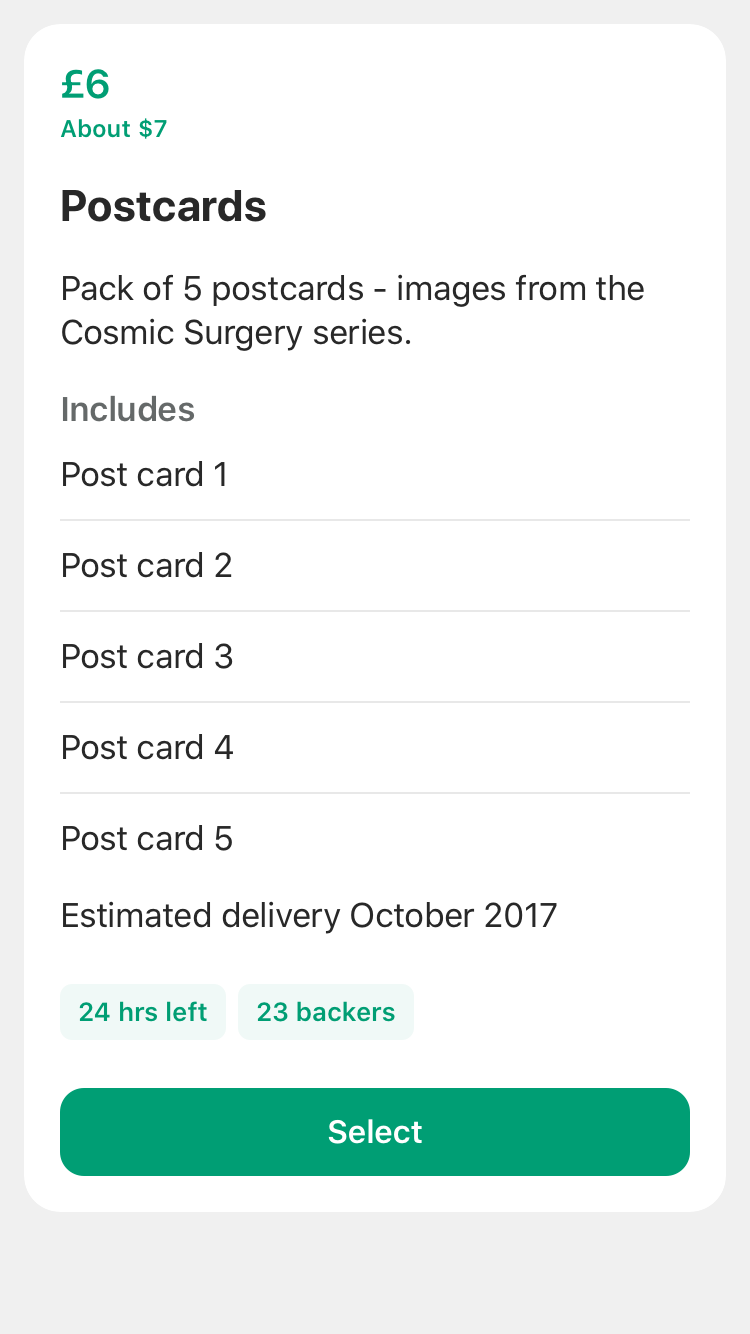 £6
About $7
Postcards
Pack of 5 postcards - images from the
Cosmic Surgery series.
Includes
Post card 1
Post card 2
Post card 3
Post card 4
Post card 5
Estimated delivery October 2017
24 hrs left
23 backers
Select